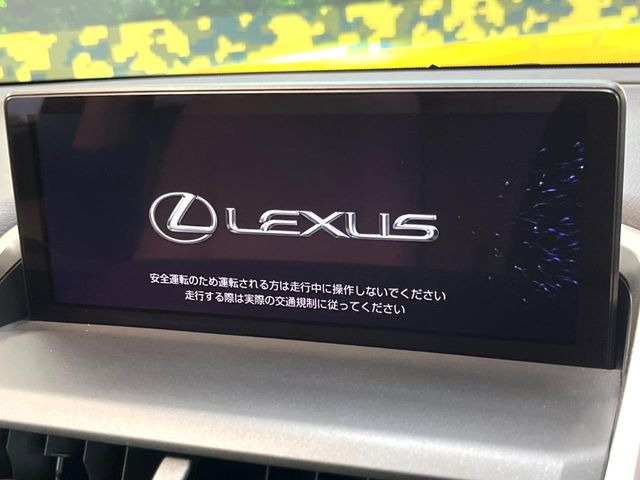 LEXUS
安全運転のため運転される方は走行中に操作しないでください
走行する際は実際の交通規制に従ってください